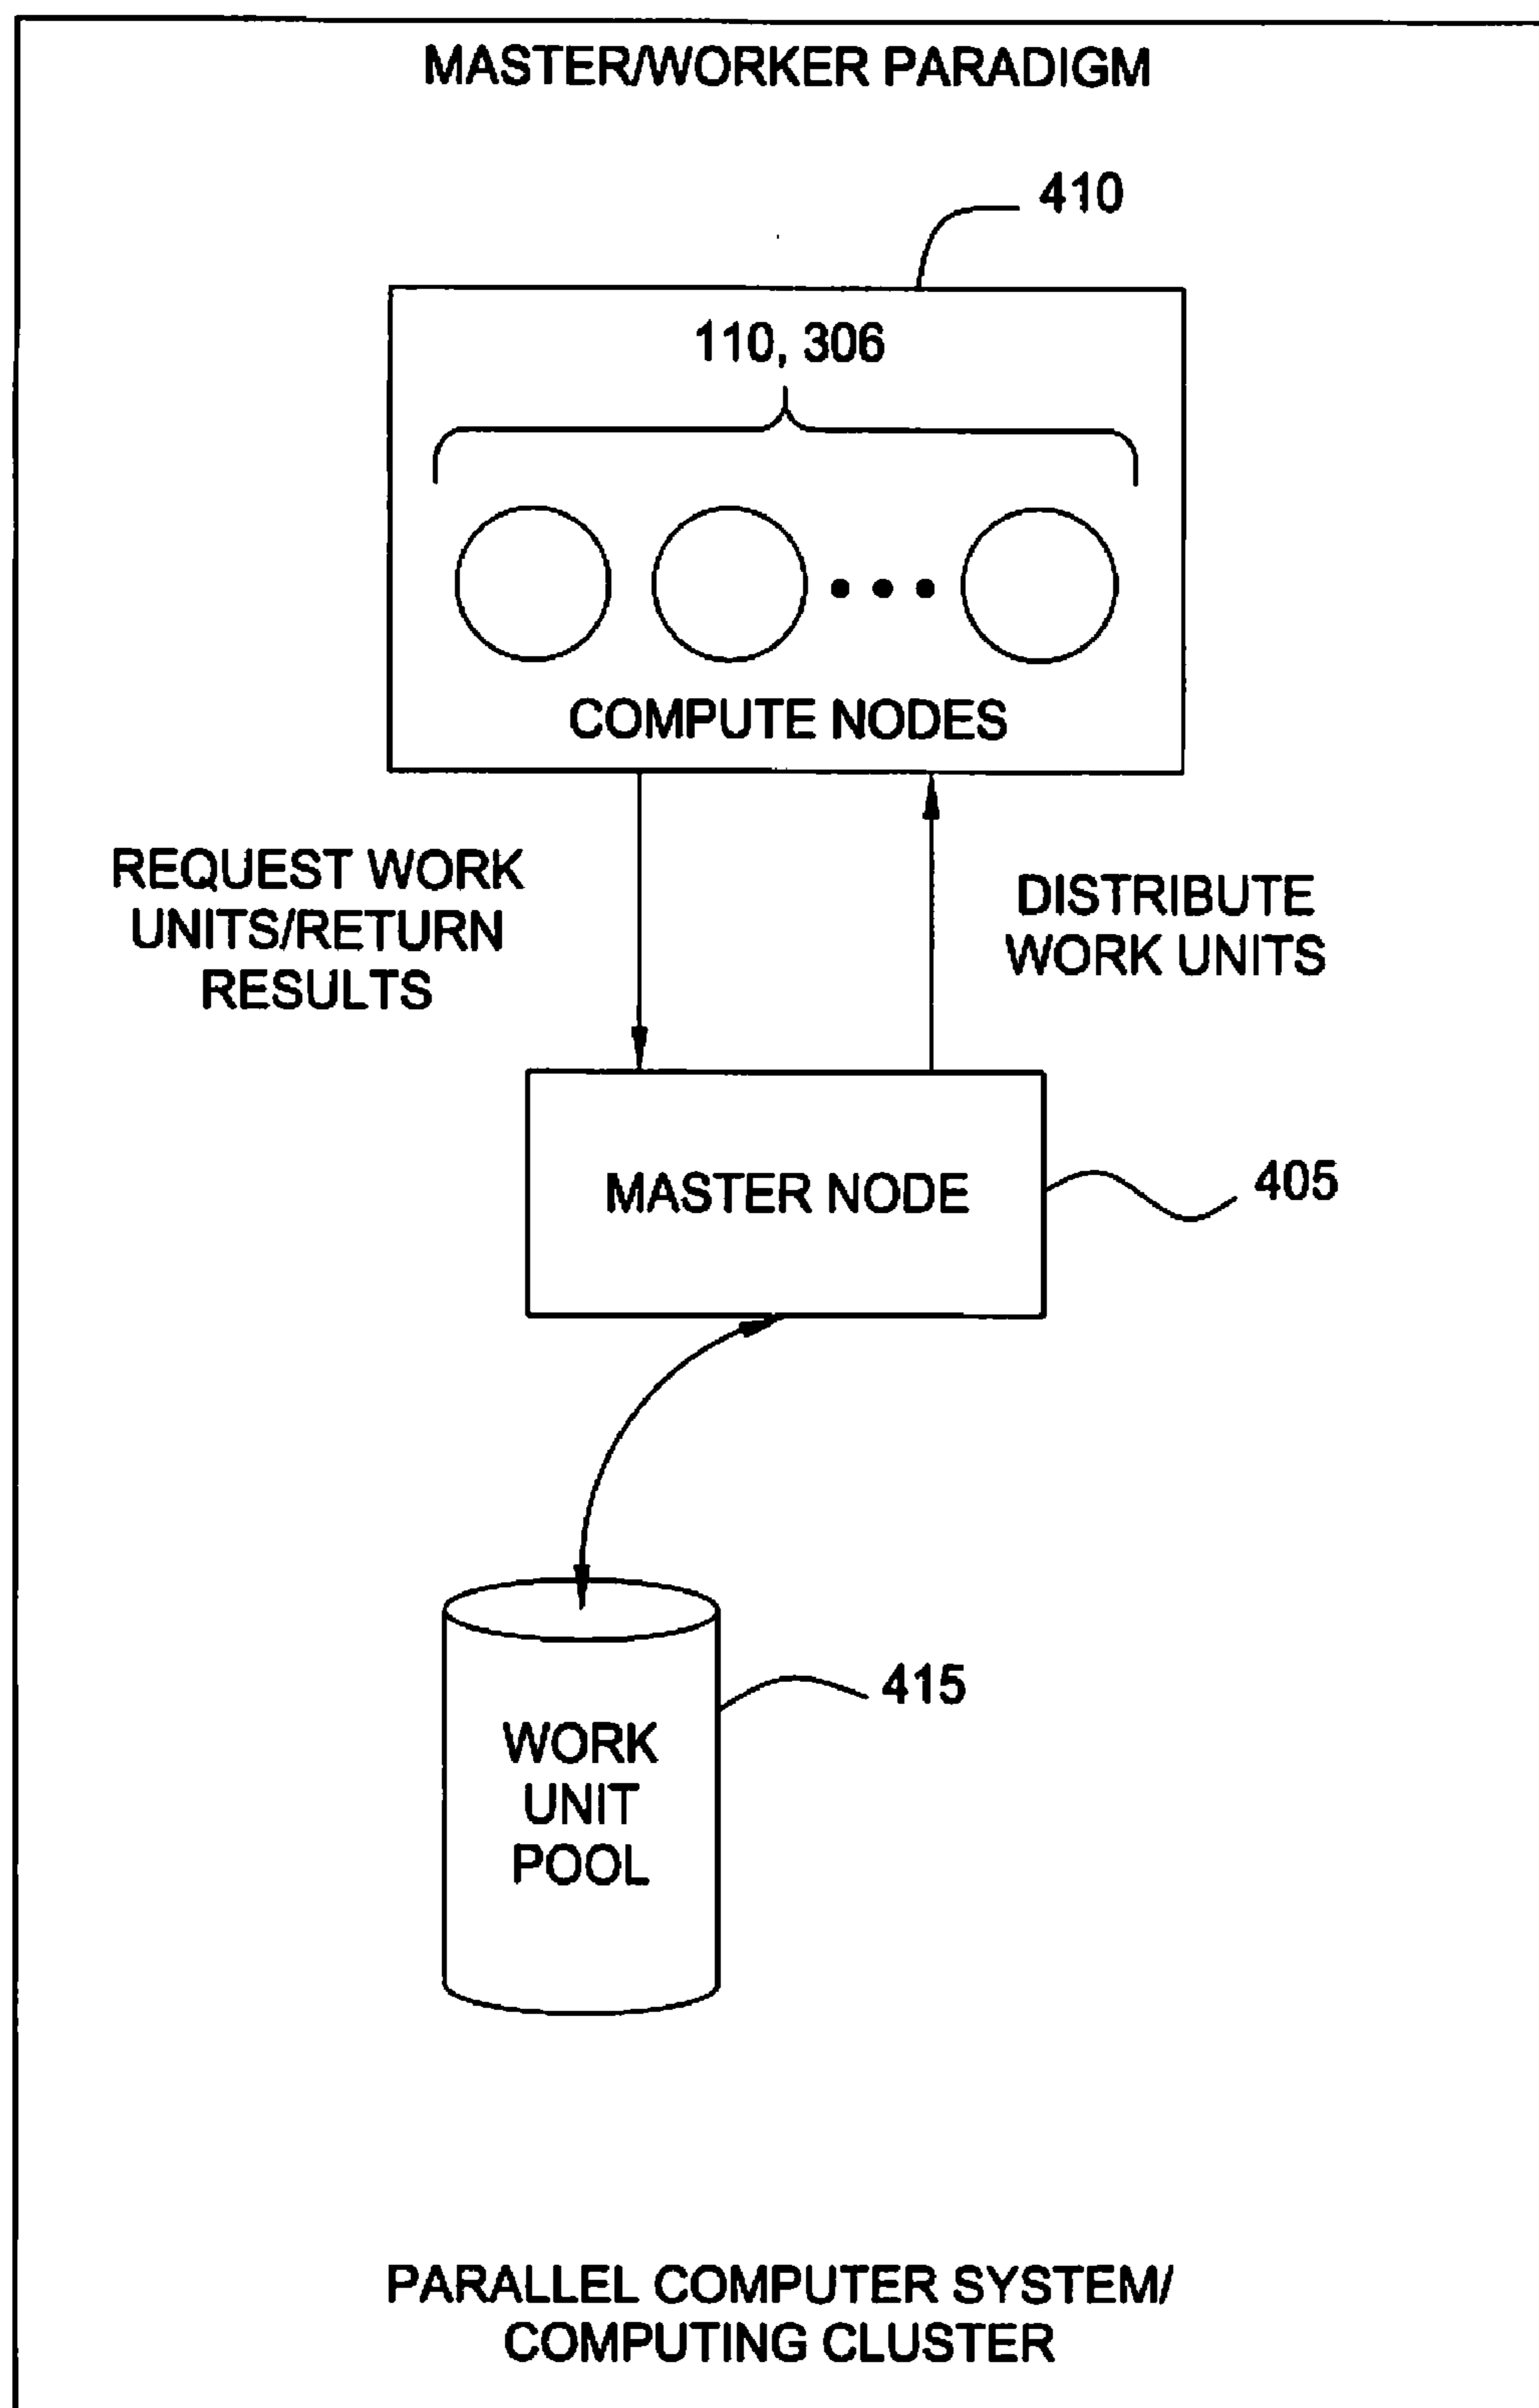 MASTER/WORKER PARADIGM
410
110, 306
COMPUTE NODES
REQUEST WORK
UNITS/RETURN
RESULTS
DISTRIBUTE
WORK UNITS
MASTER NODE
405
415
WORK
UNIT
POOL
PARALLEL COMPUTER SYSTEM/
COMPUTING CLUSTER